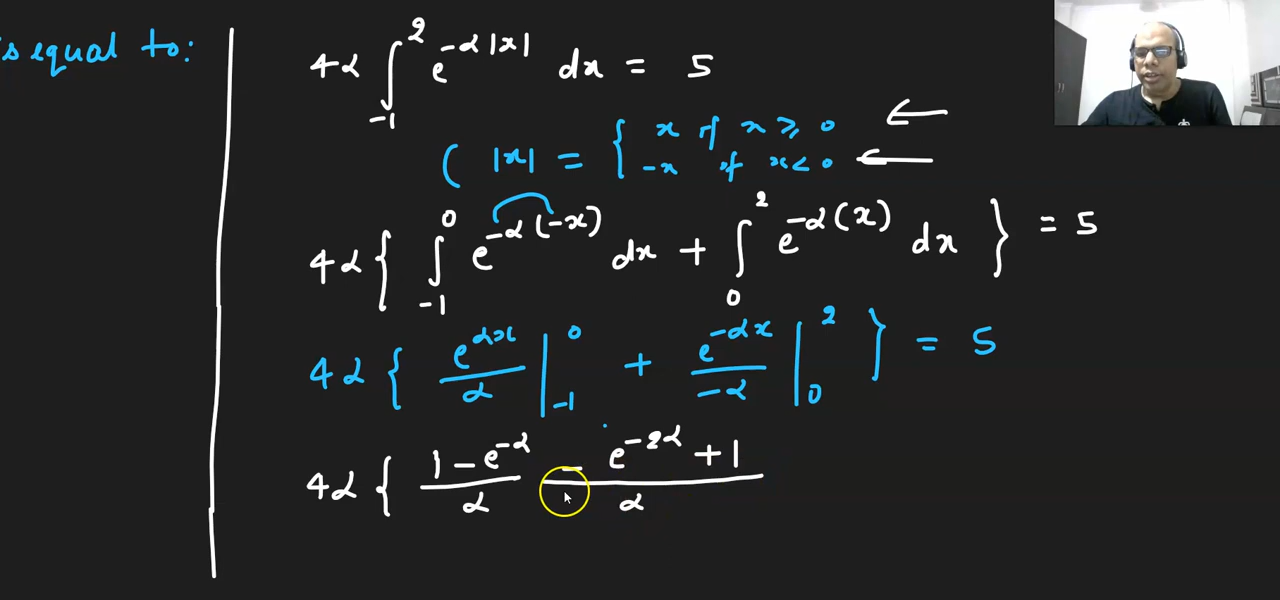 s equal to:
4α ∫_{-1}^{2} e^{-α|x|} dx = 5
( |x| = { x if x ≥ 0
-x if x < 0
4α { ∫_{-1}^{0} e^{-α(-x)} dx + ∫_{0}^{2} e^{-α(x)} dx } = 5
4α { e^{αx}/α |_{-1}^{0} + e^{-αx}/-α |_{0}^{2} } = 5
4α { (1 - e^{-α})/α (- e^{-2α} + 1)/α